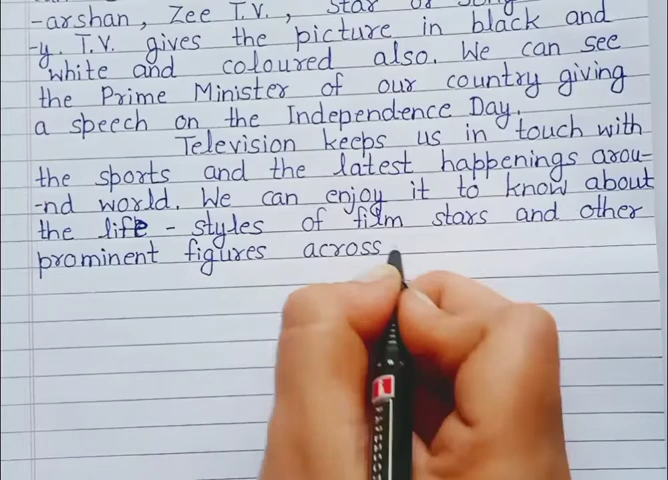 -arshan, Zee T.V., Star or Sony
-y. T.V. gives the picture in black and
white and coloured also. We can see
the Prime Minister of our country giving
a speech on the Independence Day.
Television keeps us in touch with
the sports and the latest happenings arou-
-nd world. We can enjoy it to know about
the life - styles of film stars and other
prominent figures across